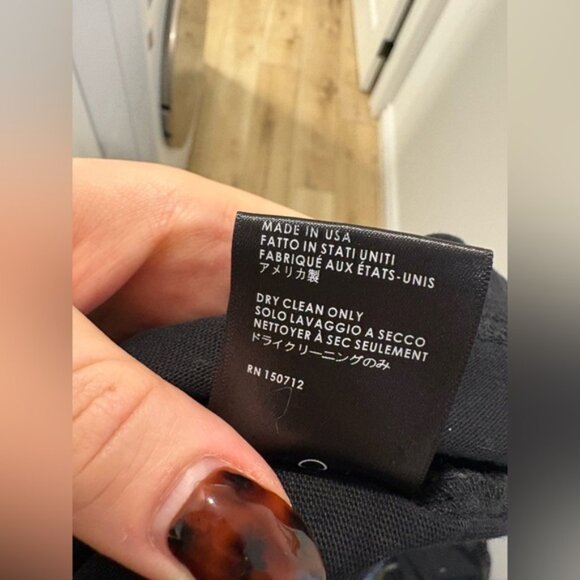 MADE IN USA
FATTO IN STATI UNITI
FABRIQUÉ AUX ÉTATS-UNIS
アメリカ製
DRY CLEAN ONLY
SOLO LAVAGGIO A SECCO
NETTOYER À SEC SEULEMENT
ドライクリーニングのみ
RN 150712